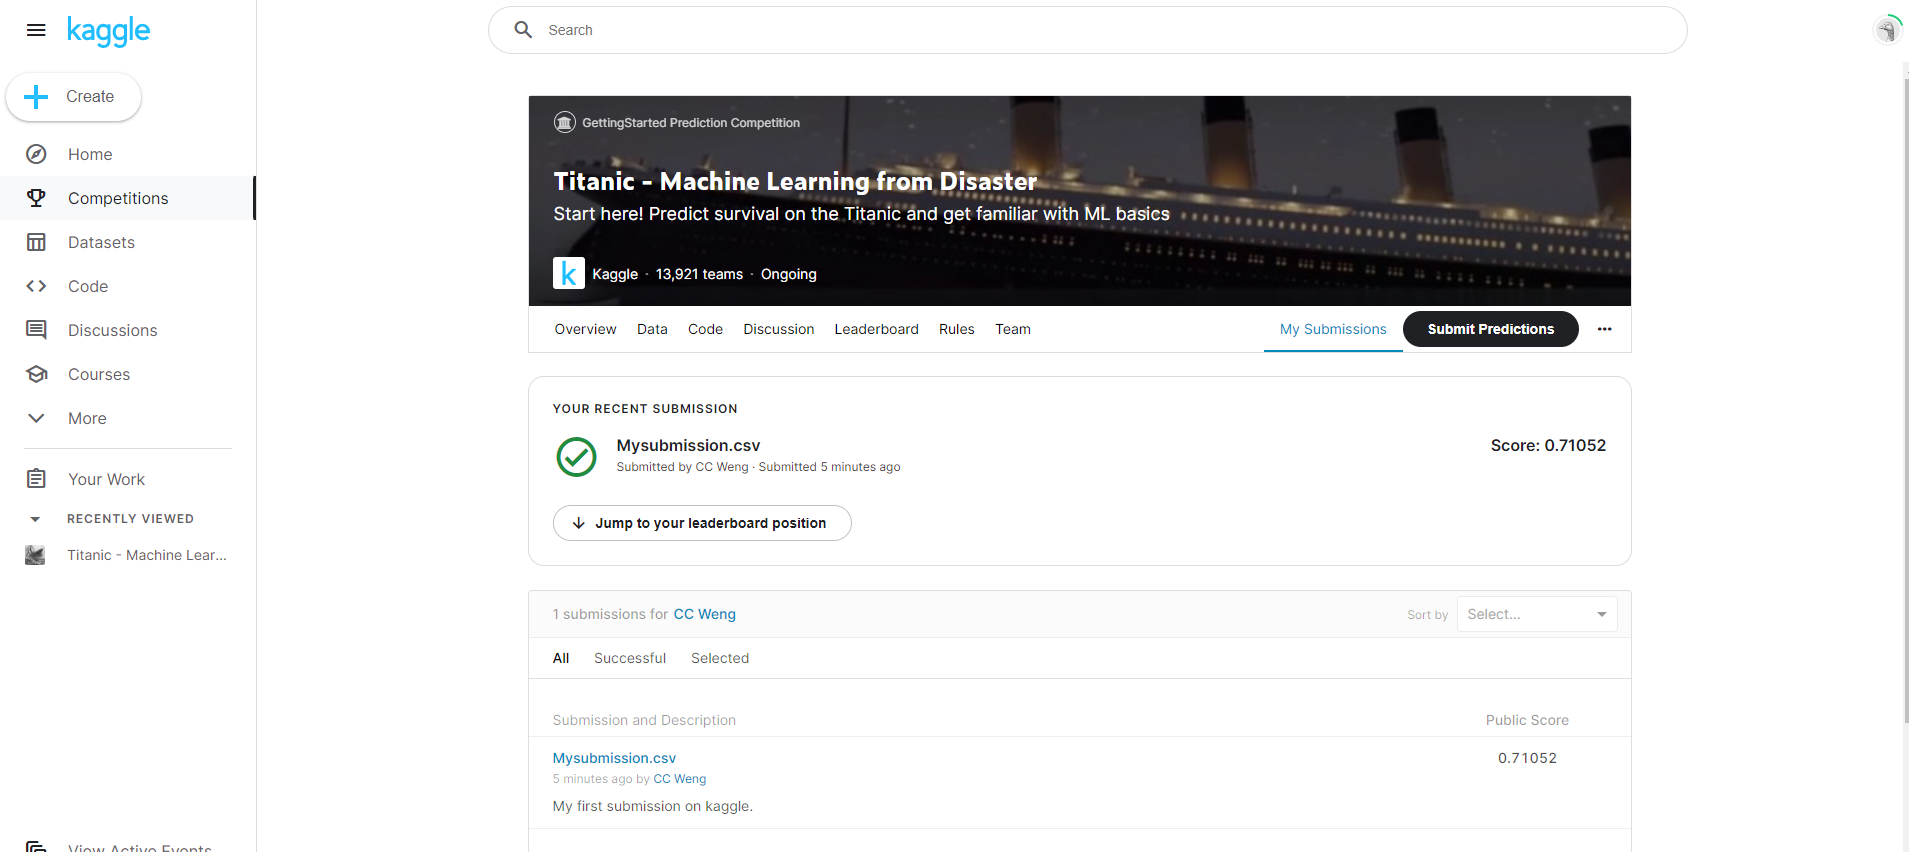 kaggle
Search
Create
Home
Competitions
Datasets
Code
Discussions
Courses
More
Your Work
RECENTLY VIEWED
Titanic - Machine Lear...
View Active Events
GettingStarted Prediction Competition
Titanic - Machine Learning from Disaster
Start here! Predict survival on the Titanic and get familiar with ML basics
k Kaggle · 13,921 teams · Ongoing
Overview Data Code Discussion Leaderboard Rules Team My Submissions Submit Predictions ...
YOUR RECENT SUBMISSION
Mysubmission.csv Score: 0.71052
Submitted by CC Weng · Submitted 5 minutes ago
Jump to your leaderboard position
1 submissions for CC Weng Sort by Select...
All Successful Selected
Submission and Description Public Score
Mysubmission.csv 0.71052
5 minutes ago by CC Weng
My first submission on kaggle.